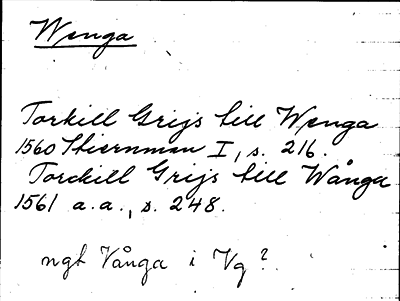 Wenga
Torkill Grijs till Wenga
1560 Stiernman I, s. 216.
Torckill Grijs till Wånga
1561 a.a., s. 248.
ngt Vånga i Vg?